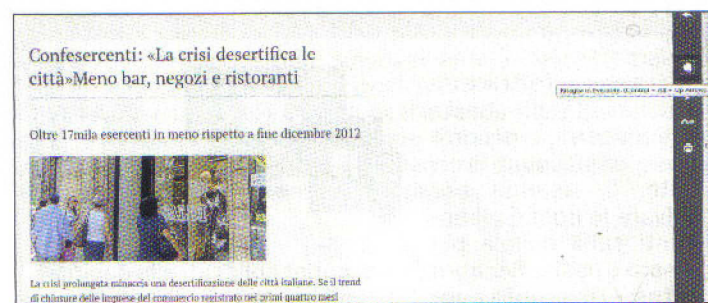 Confesercenti: «La crisi desertifica le
città»Meno bar, negozi e ristoranti
Oltre 17mila esercenti in meno rispetto a fine dicembre 2012
La crisi prolungata minaccia una desertificazione delle città italiane. Se il trend
di chiusure delle imprese del commercio registrato nei primi quattro mesi